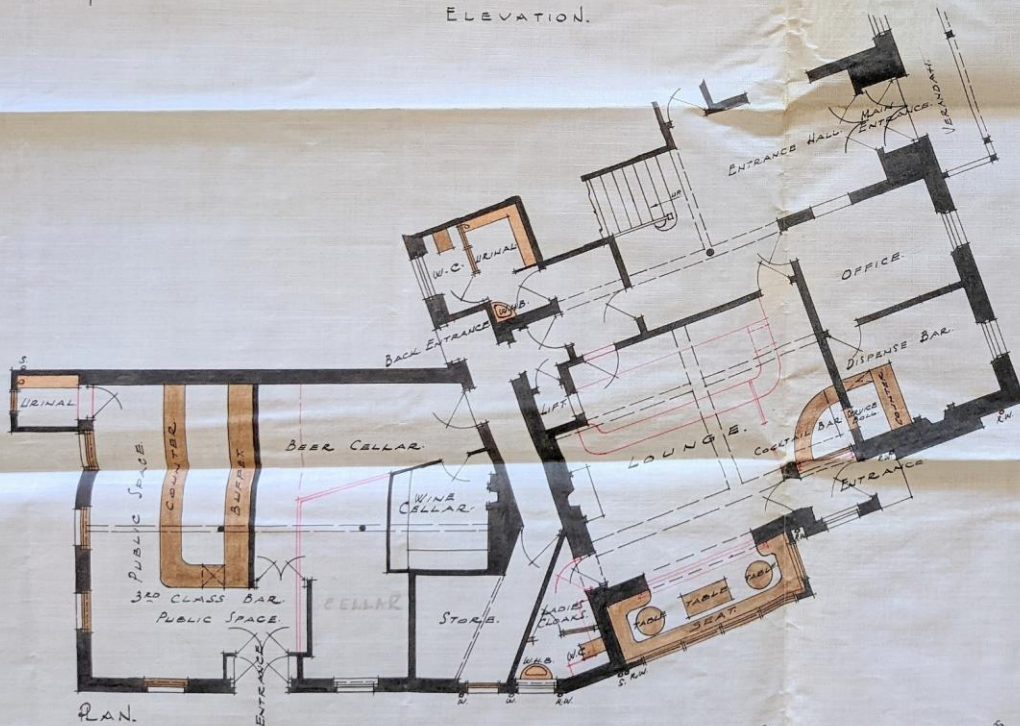 ELEVATION.
ENTRANCE HALL.
MAIN
ENTRANCE.
VERANDAH.
UP
W.C.
URINAL
W.H.B.
OFFICE.
BACK ENTRANCE
DISPENSE BAR.
LIFT
LOUNGE.
COCKTAIL BAR
COUNTER
R.W.
ENTRANCE
S.
URINAL
PUBLIC SPACE.
COUNTER
BUFFET.
BEER CELLAR.
WINE
CELLAR.
3RD CLASS BAR.
PUBLIC SPACE.
CELLAR
STORE.
LADIES
CLOAKS.
W.C.
W.H.B.
TABLE
TABLE
TABLE
SEAT.
S. R.W.
W.
W.
R.W.
ENTRANCE
PLAN.